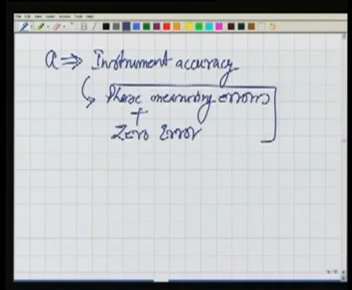 a ⇒ Instrument accuracy
↳ Phase measuring errors
+
Zero Error